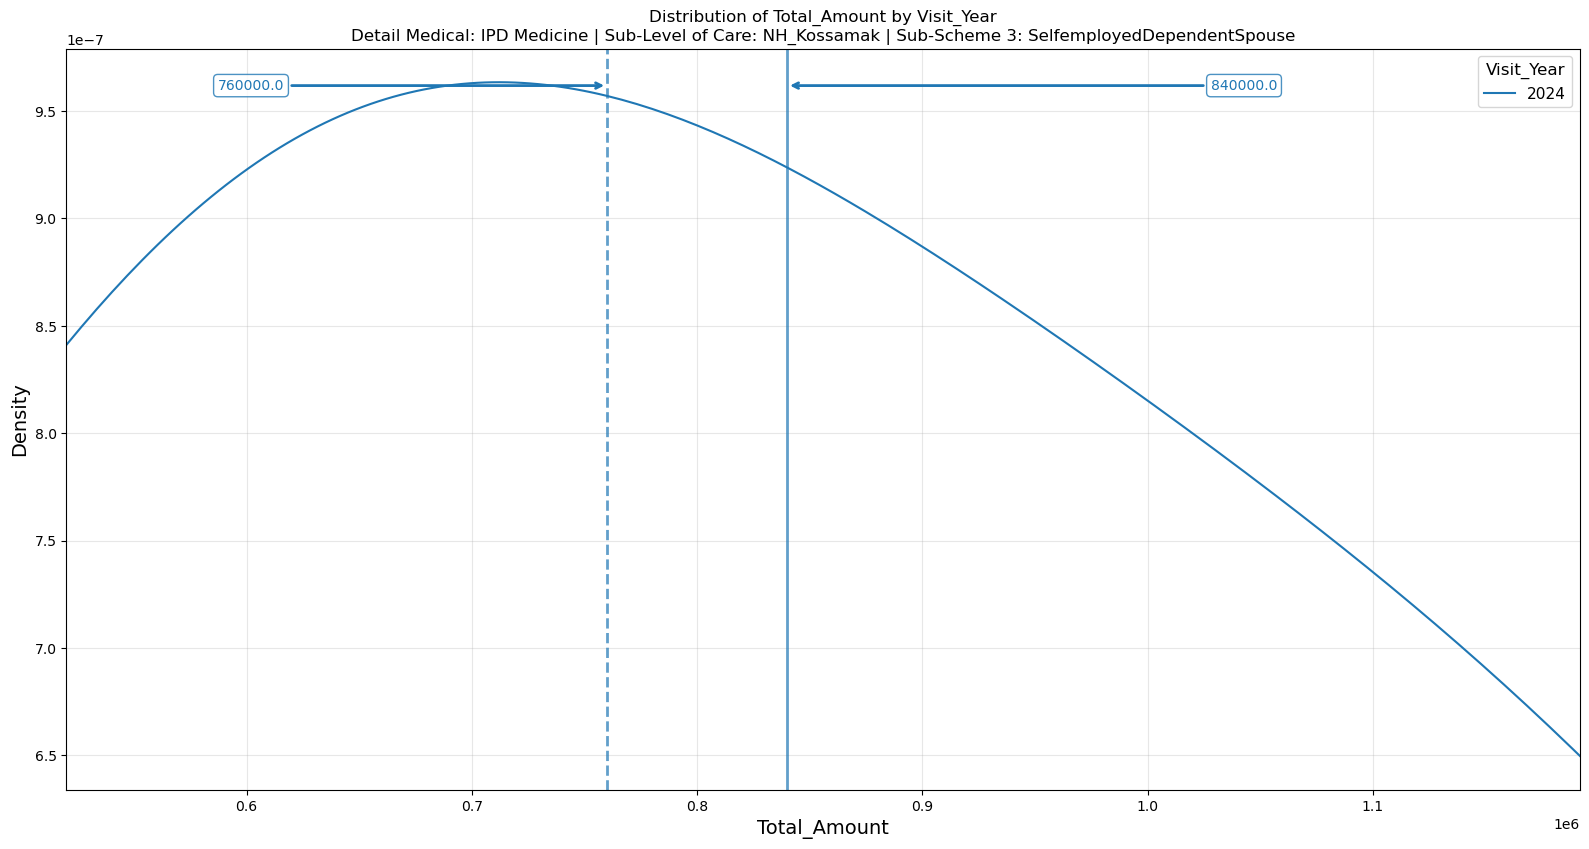 Distribution of Total_Amount by Visit_Year
Detail Medical: IPD Medicine | Sub-Level of Care: NH_Kossamak | Sub-Scheme 3: SelfemployedDependentSpouse
1e−7
760000.0
840000.0
Visit_Year
2024
9.5
9.0
8.5
8.0
7.5
7.0
6.5
Density
0.6
0.7
0.8
0.9
1.0
1.1
1e6
Total_Amount